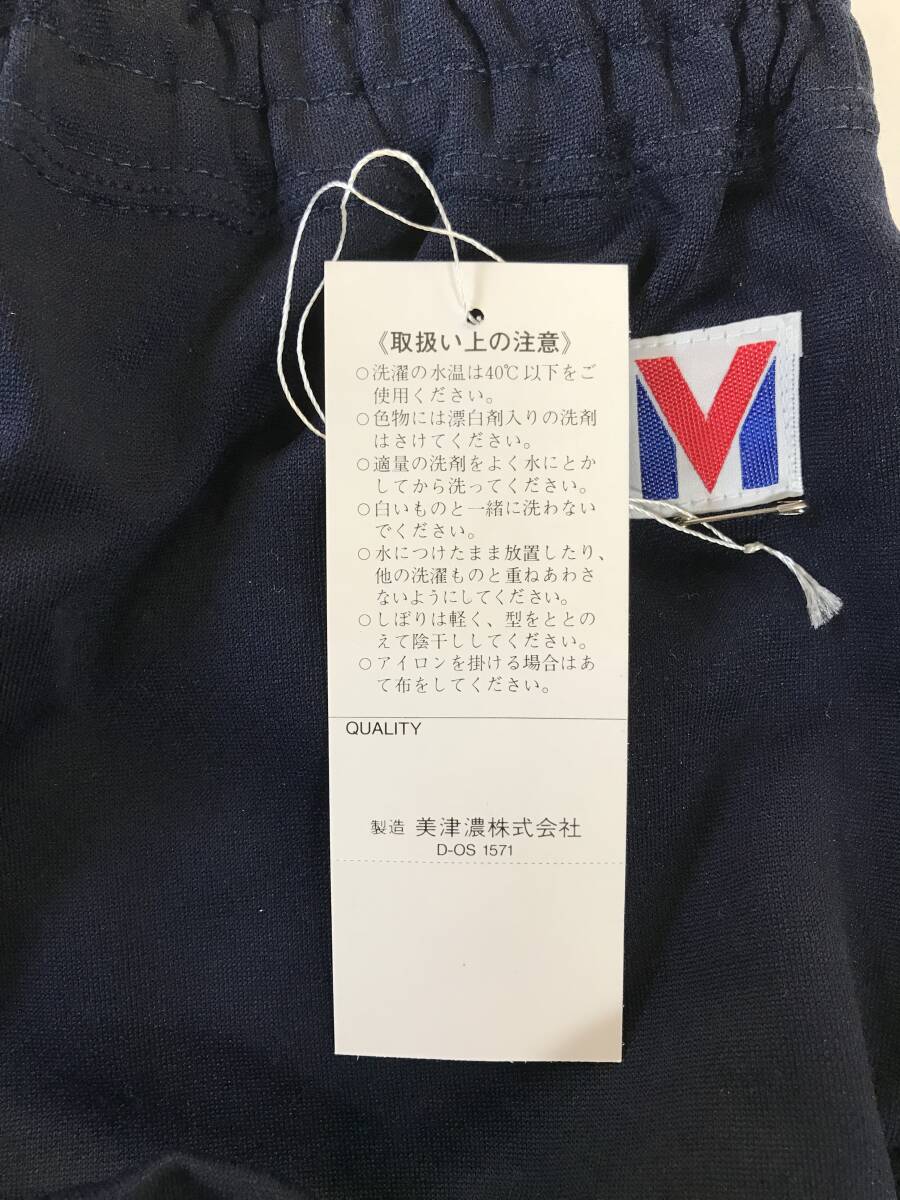 《取扱い上の注意》
○洗濯の水温は40℃以下をご
使用ください。
○色物には漂白剤入りの洗剤
はさけてください。
○適量の洗剤をよく水にとか
してから洗ってください。
○白いものと一緒に洗わない
でください。
○水につけたまま放置したり、
他の洗濯ものと重ねあわさ
ないようにしてください。
○しぼりは軽く、型をととの
えて陰干ししてください。
○アイロンを掛ける場合はあ
て布をしてください。
QUALITY
製造 美津濃株式会社
D-OS 1571